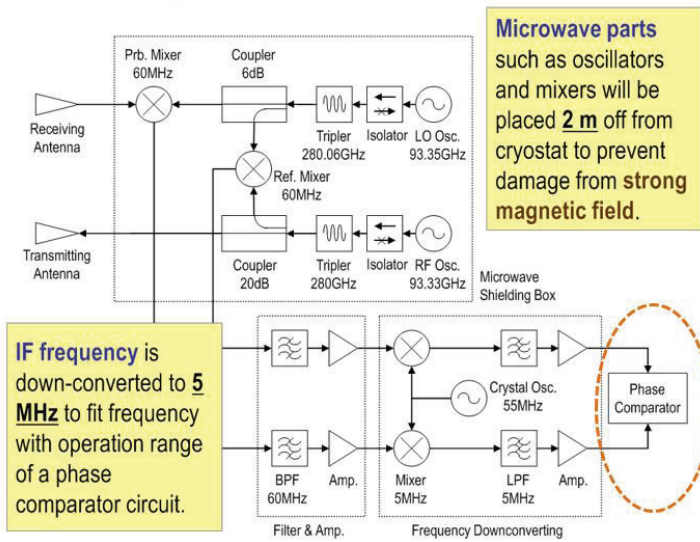 Prb. Mixer
60MHz
Coupler
6dB
Receiving
Antenna
Tripler
280.06GHz
Isolator
LO Osc.
93.35GHz
Ref. Mixer
60MHz
Transmitting
Antenna
Coupler
20dB
Tripler
280GHz
Isolator
RF Osc.
93.33GHz
Microwave
Shielding Box
Microwave parts
such as oscillators
and mixers will be
placed 2 m off from
cryostat to prevent
damage from strong
magnetic field.
IF frequency is
down-converted to 5
MHz to fit frequency
with operation range
of a phase
comparator circuit.
Crystal Osc.
55MHz
Phase
Comparator
BPF
60MHz
Amp.
Mixer
5MHz
LPF
5MHz
Amp.
Filter & Amp.
Frequency Downconverting